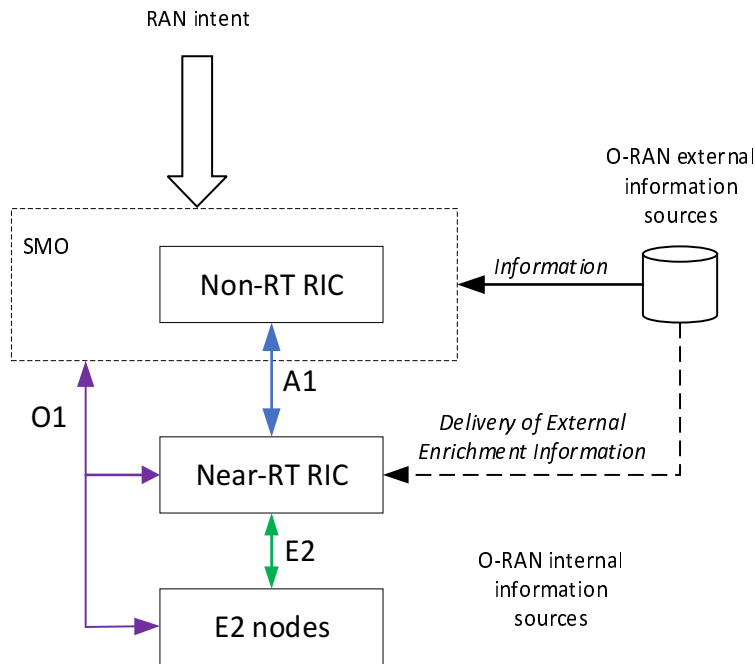 RAN intent
O-RAN external
information
sources
SMO
Non-RT RIC
Information
A1
O1
Delivery of External
Enrichment Information
Near-RT RIC
E2
O-RAN internal
information
sources
E2 nodes